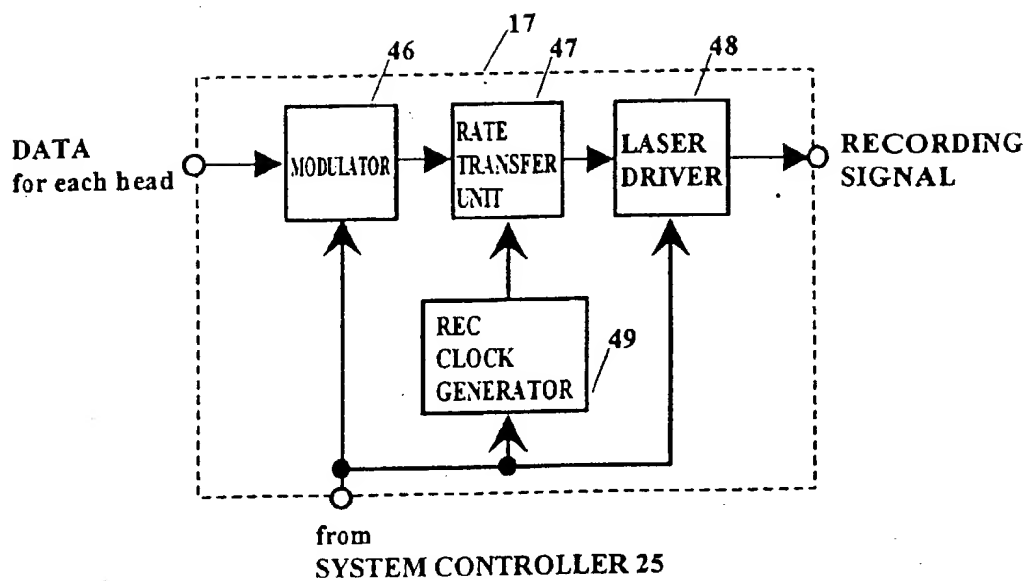 17
46
47
48
DATA
for each head
MODULATOR
RATE
TRANSFER
UNIT
LASER
DRIVER
RECORDING
SIGNAL
REC
CLOCK
GENERATOR
49
from
SYSTEM CONTROLLER 25